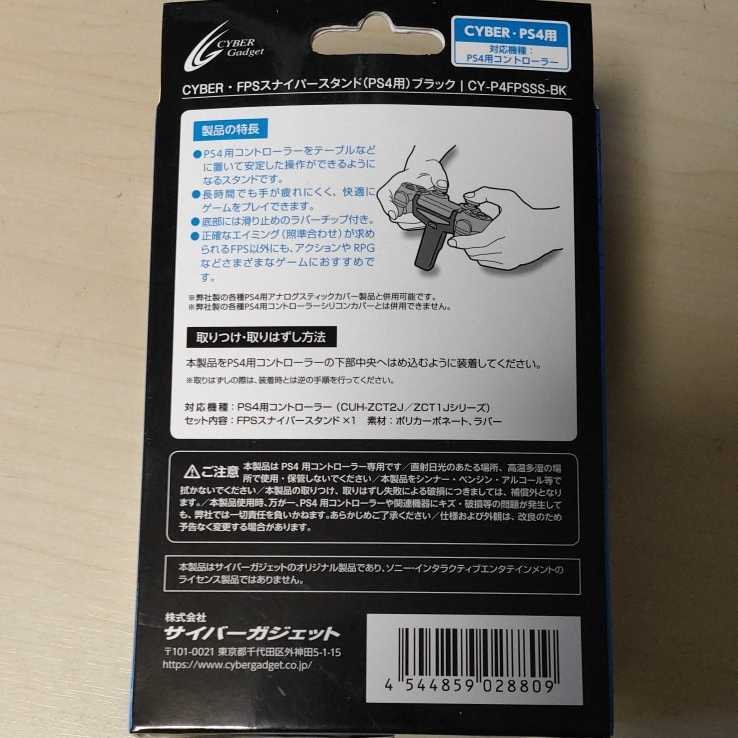 CYBER
Gadget
CYBER・PS4用
対応機種：
PS4用コントローラー
CYBER・FPSスナイパースタンド（PS4用）ブラック | CY-P4FPSSS-BK
製品の特長
●PS4用コントローラーをテーブルなど
に置いて安定した操作ができるように
なるスタンドです。
●長時間でも手が疲れにくく、快適に
ゲームをプレイできます。
●底部には滑り止めのラバーチップ付き。
●正確なエイミング（照準合わせ）が求め
られるFPS以外にも、アクションやRPG
などさまざまなゲームにおすすめで
す。
※弊社製の各種PS4用アナログスティックカバー製品と併用可能です。
※弊社製の各種PS4用コントローラーシリコンカバーとは併用できません。
取りつけ・取りはずし方法
本製品をPS4用コントローラーの下部中央へはめ込むように装着してください。
※取りはずしの際は、装着時とは逆の手順を行ってください。
対応機種：PS4用コントローラー（CUH-ZCT2J／ZCT1Jシリーズ）
セット内容：FPSスナイパースタンド×1 素材：ポリカーボネート、ラバー
⚠ご注意 本製品は PS4 用コントローラー専用です／直射日光のあたる場所、高温多湿の場
所で使用・保管しないでください／本製品をシンナー・ベンジン・アルコール等で
拭かないでください／本製品の取りつけ、取りはずし失敗による破損につきましては、補償外となり
ます。／本製品使用時、万が一、PS4 用コントローラーや関連機器にキズ・破損等の問題が発生して
も、弊社では一切責任を負いかねます。あらかじめご了承ください／仕様および外観は、改良のため
予告なく変更する場合があります。
本製品はサイバーガジェットのオリジナル製品であり、ソニー・インタラクティブエンタテインメントの
ライセンス製品ではありません。
株式会社
サイバーガジェット
〒101-0021 東京都千代田区外神田5-1-15
https://www.cybergadget.co.jp/
4 544859 028809